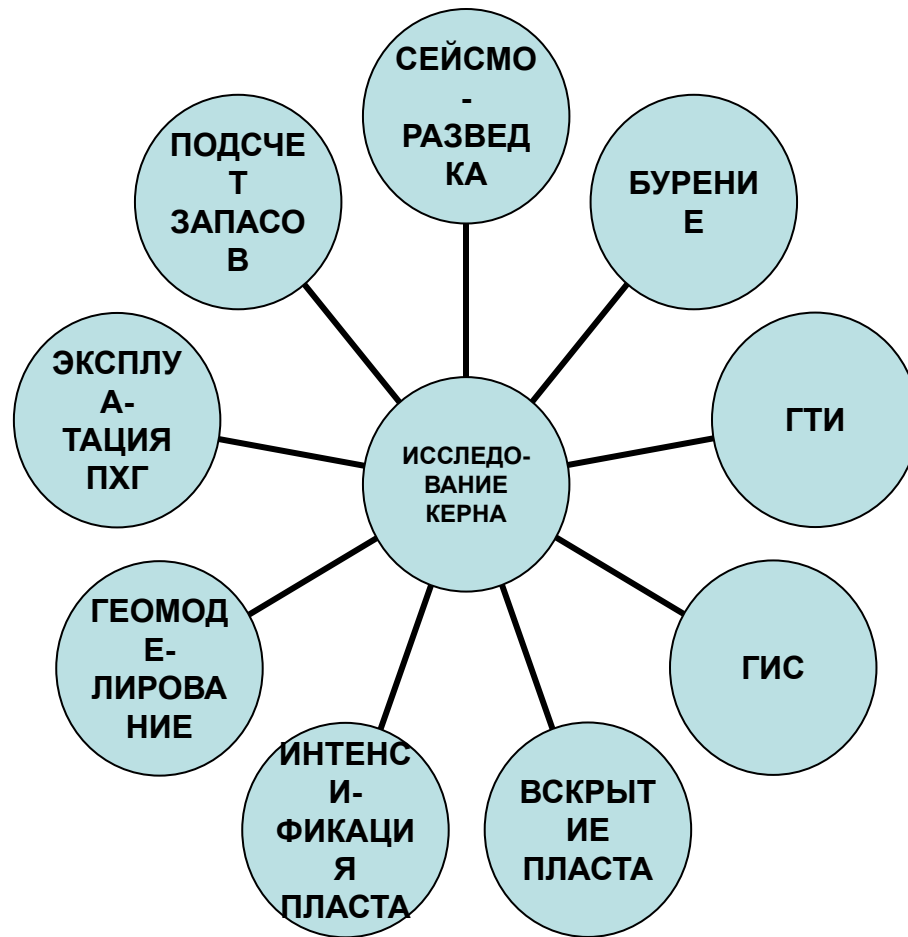 СЕЙСМО
-
РАЗВЕД
КА
БУРЕНИ
Е
ГТИ
ГИС
ВСКРЫТ
ИЕ
ПЛАСТА
ИНТЕНС
И-
ФИКАЦИ
Я
ПЛАСТА
ГЕОМОД
Е-
ЛИРОВА
НИЕ
ЭКСПЛУ
А-
ТАЦИЯ
ПХГ
ПОДСЧЕ
Т
ЗАПАСО
В
ИССЛЕДО-
ВАНИЕ
КЕРНА